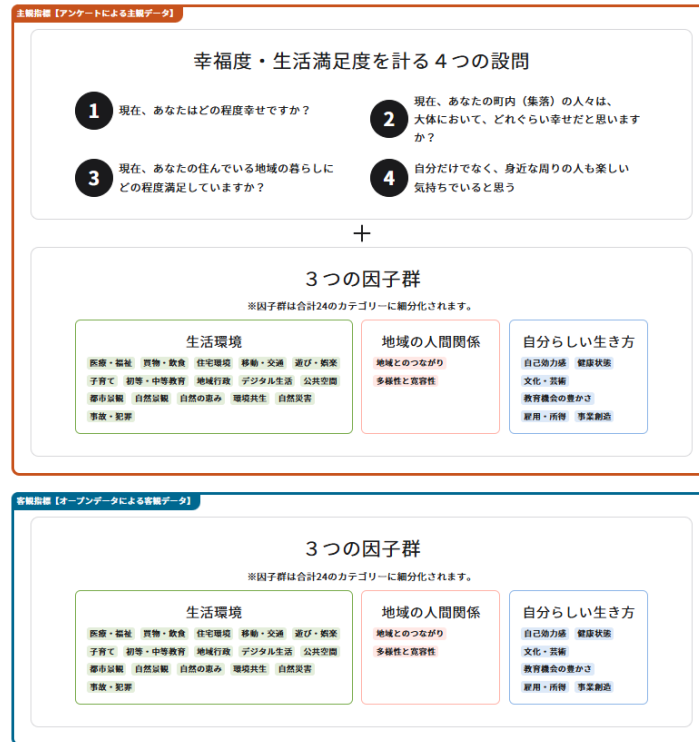 主観指標【アンケートによる主観データ】
幸福度・生活満足度を計る４つの設問
1 現在、あなたはどの程度幸せですか？
2 現在、あなたの町内（集落）の人々は、
大体において、どれぐらい幸せだと思います
か？
3 現在、あなたの住んでいる地域の暮らしに
どの程度満足していますか？
4 自分だけでなく、身近な周りの人も楽しい
気持ちでいると思う
＋
３つの因子群
※因子群は合計24のカテゴリーに細分化されます。
生活環境
医療・福祉 買物・飲食 住宅環境 移動・交通 遊び・娯楽
子育て 初等・中等教育 地域行政 デジタル生活 公共空間
都市景観 自然景観 自然の恵み 環境共生 自然災害
事故・犯罪
地域の人間関係
地域とのつながり
多様性と寛容性
自分らしい生き方
自己効力感 健康状態
文化・芸術
教育機会の豊かさ
雇用・所得 事業創造
客観指標【オープンデータによる客観データ】
３つの因子群
※因子群は合計24のカテゴリーに細分化されます。
生活環境
医療・福祉 買物・飲食 住宅環境 移動・交通 遊び・娯楽
子育て 初等・中等教育 地域行政 デジタル生活 公共空間
都市景観 自然景観 自然の恵み 環境共生 自然災害
事故・犯罪
地域の人間関係
地域とのつながり
多様性と寛容性
自分らしい生き方
自己効力感 健康状態
文化・芸術
教育機会の豊かさ
雇用・所得 事業創造